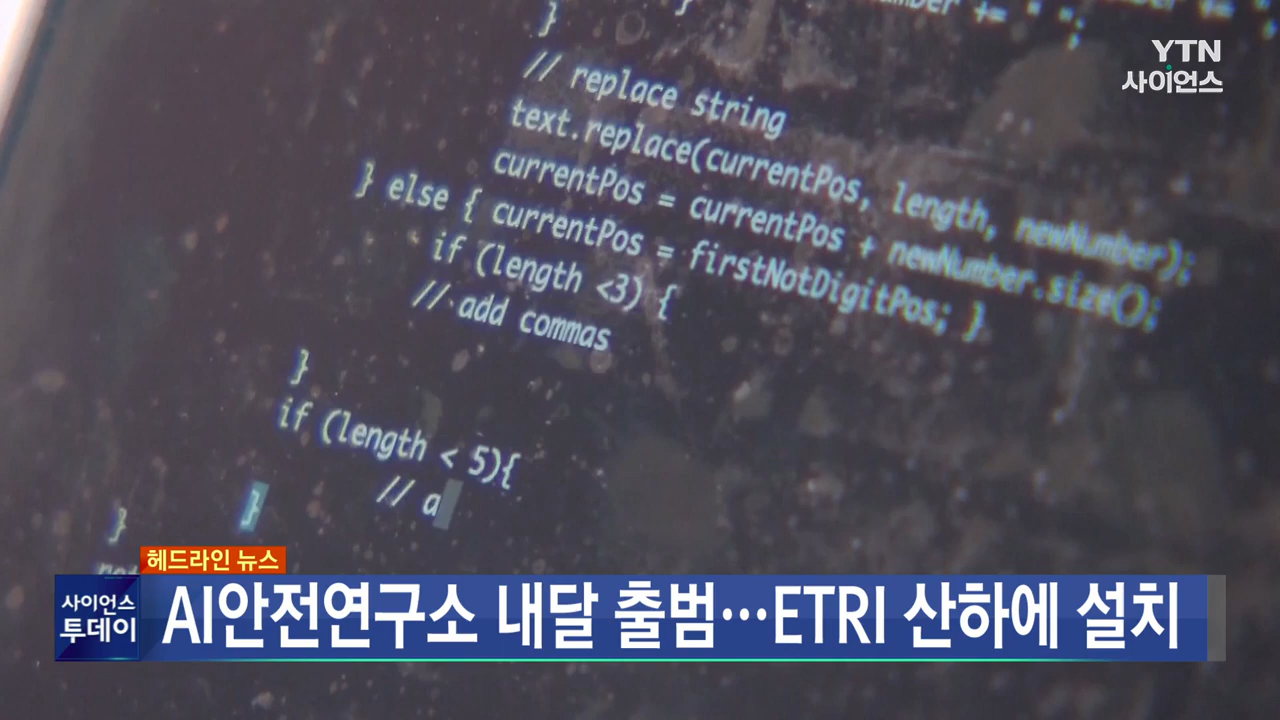 YTN
사이언스
}
// replace string
text.replace(currentPos, length, newNumber);
currentPos = currentPos + newNumber.size();
} else { currentPos = firstNotDigitPos; }
if (length <3) {
// add commas
}
if (length < 5){
// a
}
}
헤드라인 뉴스
사이언스
투데이
AI안전연구소 내달 출범…ETRI 산하에 설치